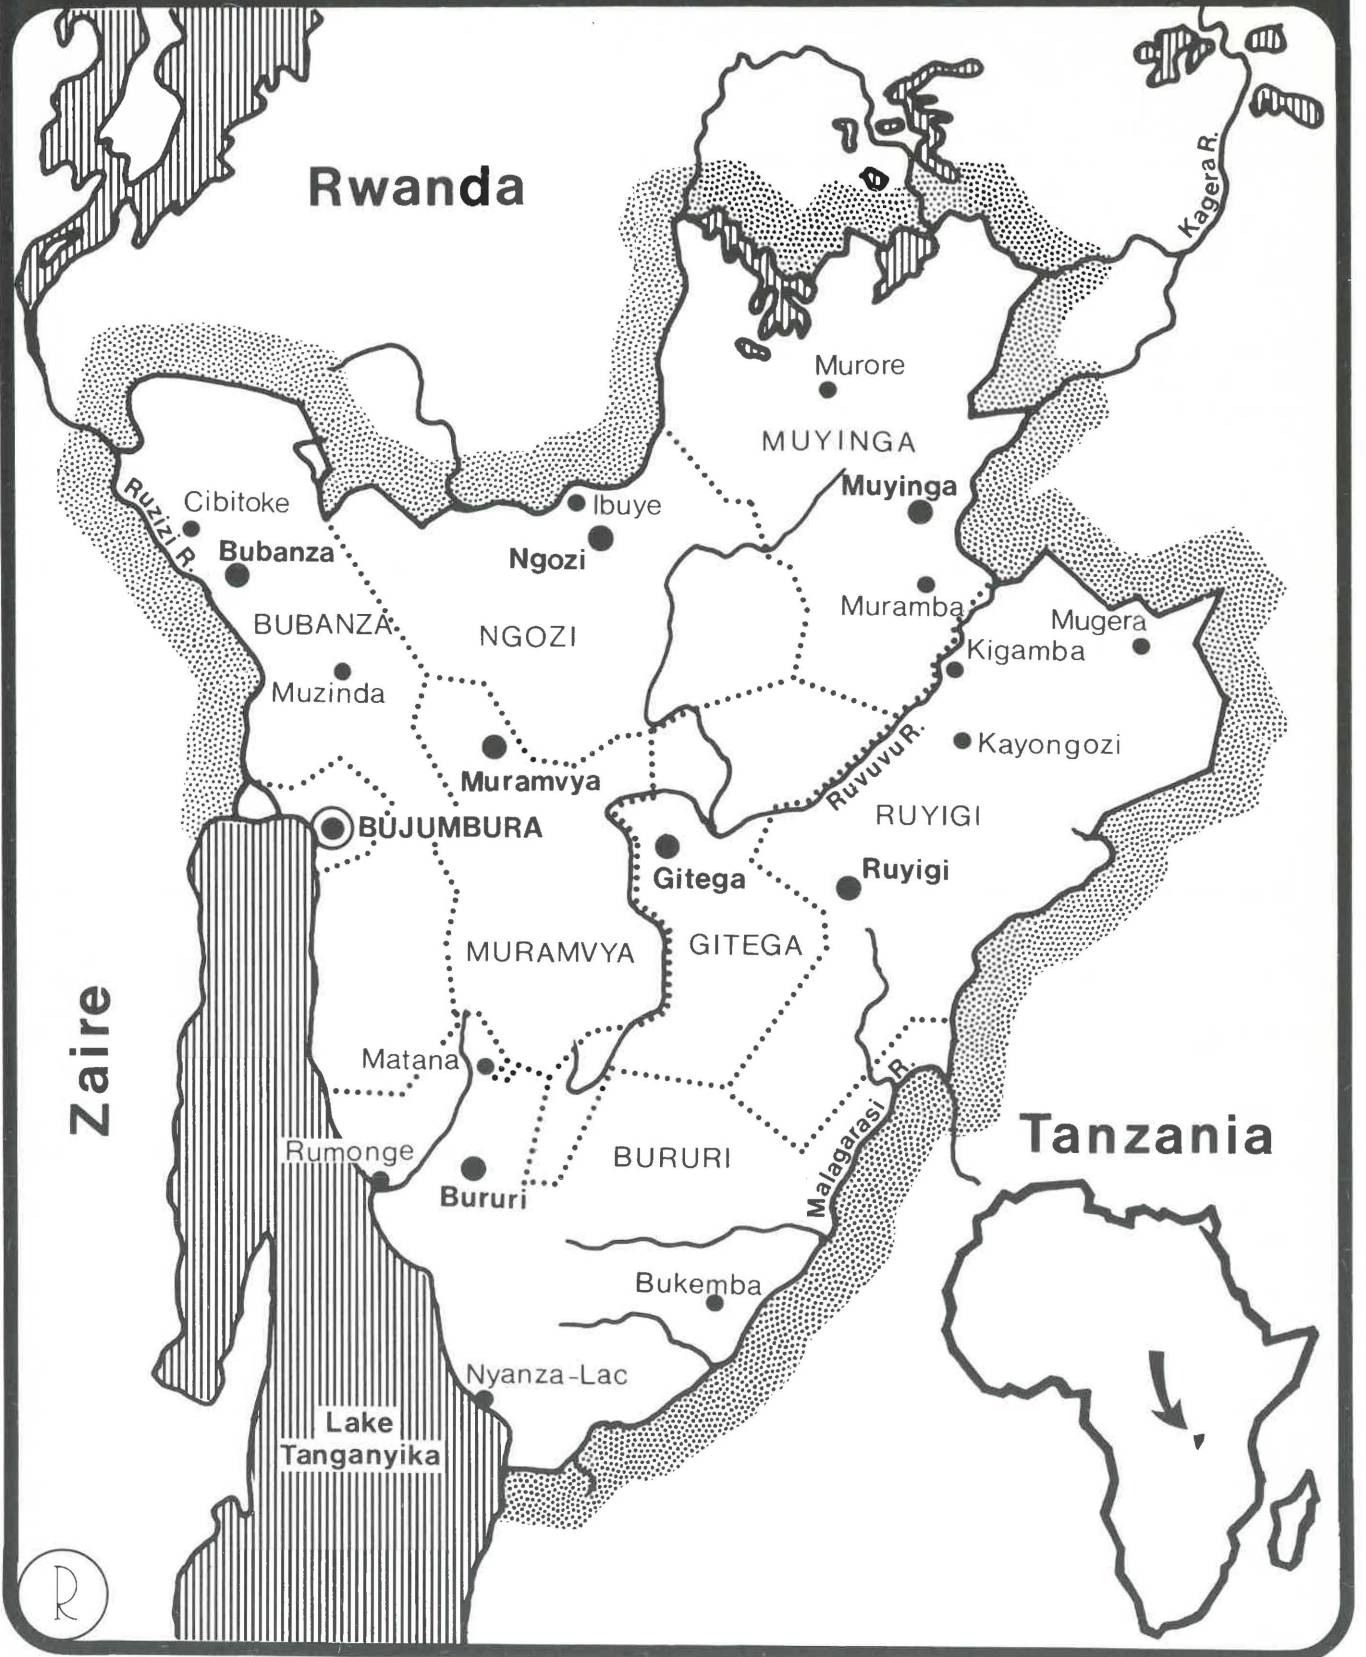 Rwanda
Kagera R.
Murore
MUYINGA
Muyinga
Ruzizi R.
Cibitoke
Ibuye
Bubanza
Ngozi
Muramba
Mugera
BUBANZA
NGOZI
Kigamba
Muzinda
Kayongozi
Muramvya
Ruvuvu R.
RUYIGI
BUJUMBURA
Gitega
Ruyigi
MURAMVYA
GITEGA
Zaire
Matana
Malagarasi R.
Tanzania
Rumonge
BURURI
Bururi
Bukemba
Nyanza-Lac
Lake
Tanganyika
R